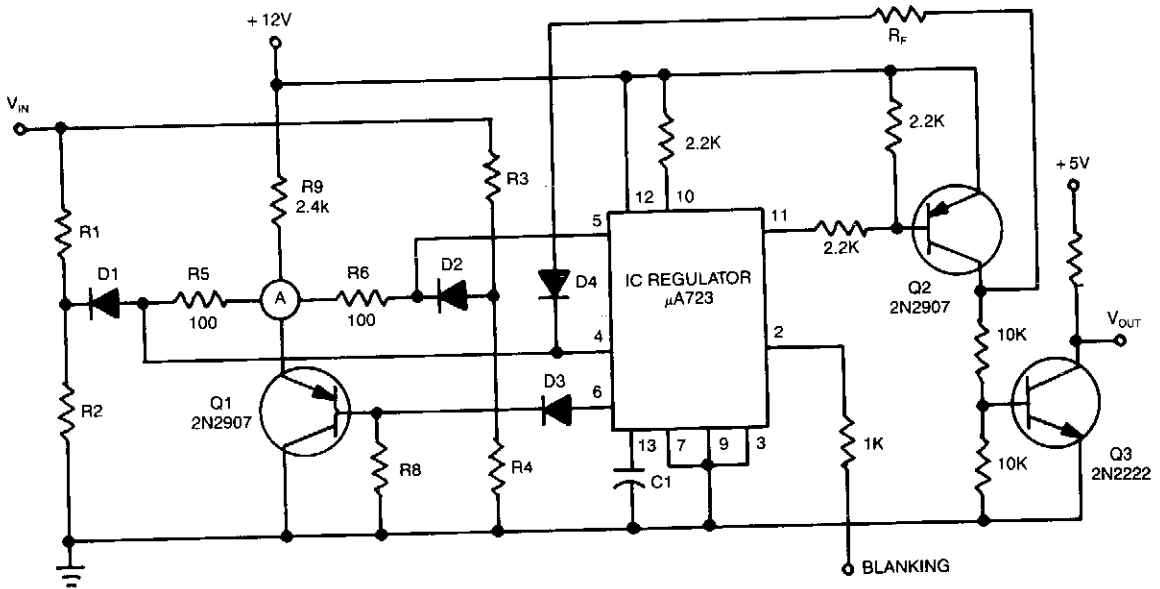 + 12V
R_F
V_IN
R9
2.4k
2.2K
2.2K
R3
+ 5V
12
10
R1
5
11
D1
R5
R6
D2
D4
IC REGULATOR
µA723
2.2K
A
100
100
Q2
2N2907
V_OUT
4
2
10K
D3
Q1
2N2907
6
R2
13
7
9
3
1K
R8
R4
C1
10K
Q3
2N2222
BLANKING